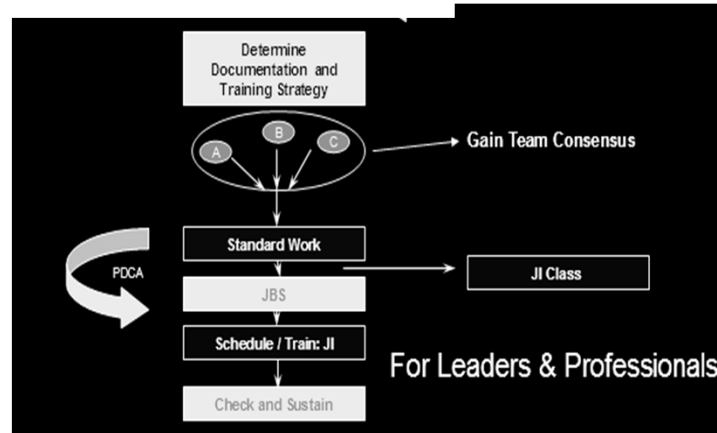 Determine
Documentation and
Training Strategy
A
B
C
Gain Team Consensus
Standard Work
PDCA
JI Class
JBS
Schedule / Train: JI
For Leaders & Professionals
Check and Sustain